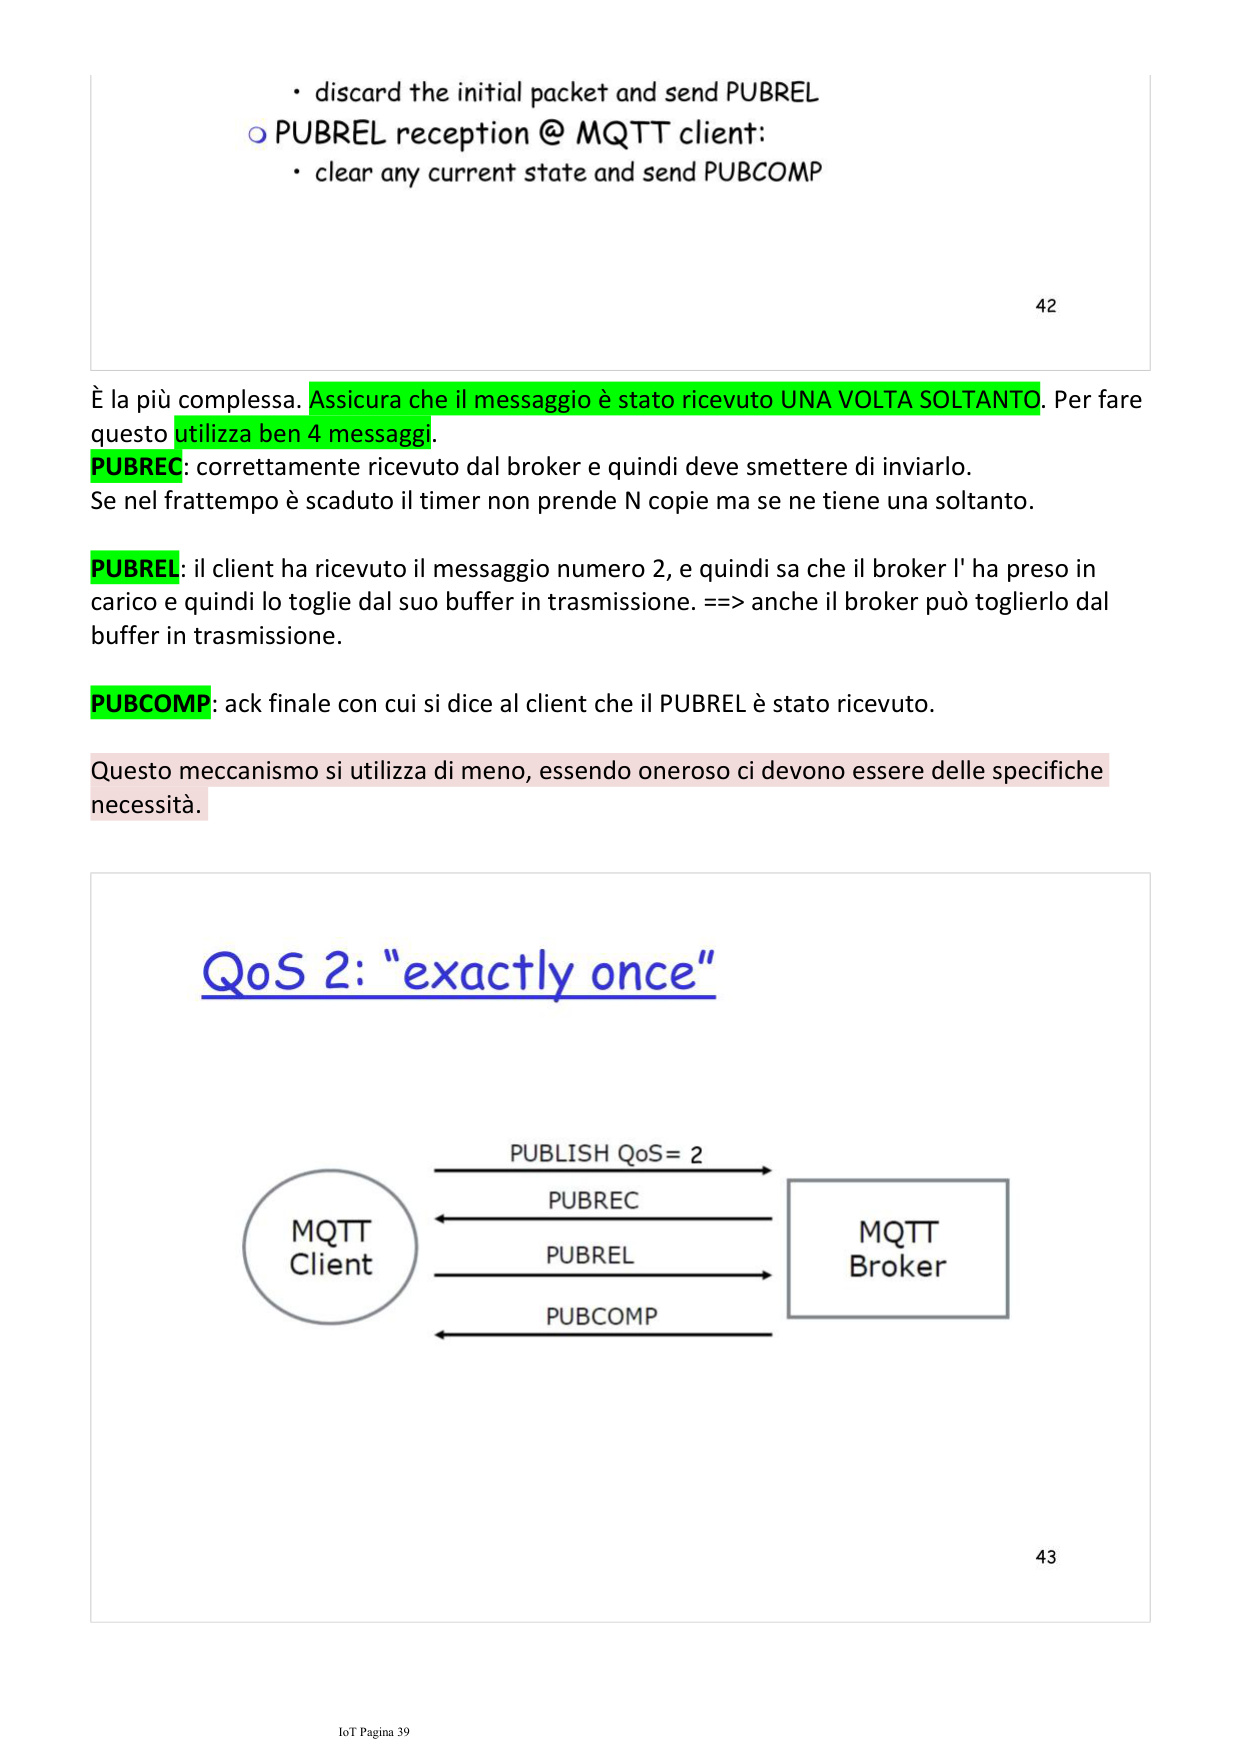 • discard the initial packet and send PUBREL
PUBREL reception @ MQTT client:
• clear any current state and send PUBCOMP
42
È la più complessa. Assicura che il messaggio è stato ricevuto UNA VOLTA SOLTANTO. Per fare
questo utilizza ben 4 messaggi.
PUBREC: correttamente ricevuto dal broker e quindi deve smettere di inviarlo.
Se nel frattempo è scaduto il timer non prende N copie ma se ne tiene una soltanto.
PUBREL: il client ha ricevuto il messaggio numero 2, e quindi sa che il broker l' ha preso in
carico e quindi lo toglie dal suo buffer in trasmissione. ==> anche il broker può toglierlo dal
buffer in trasmissione.
PUBCOMP: ack finale con cui si dice al client che il PUBREL è stato ricevuto.
Questo meccanismo si utilizza di meno, essendo oneroso ci devono essere delle specifiche
necessità.
QoS 2: “exactly once”
PUBLISH QoS= 2
PUBREC
MQTT
Client
PUBREL
MQTT
Broker
PUBCOMP
43
IoT Pagina 39